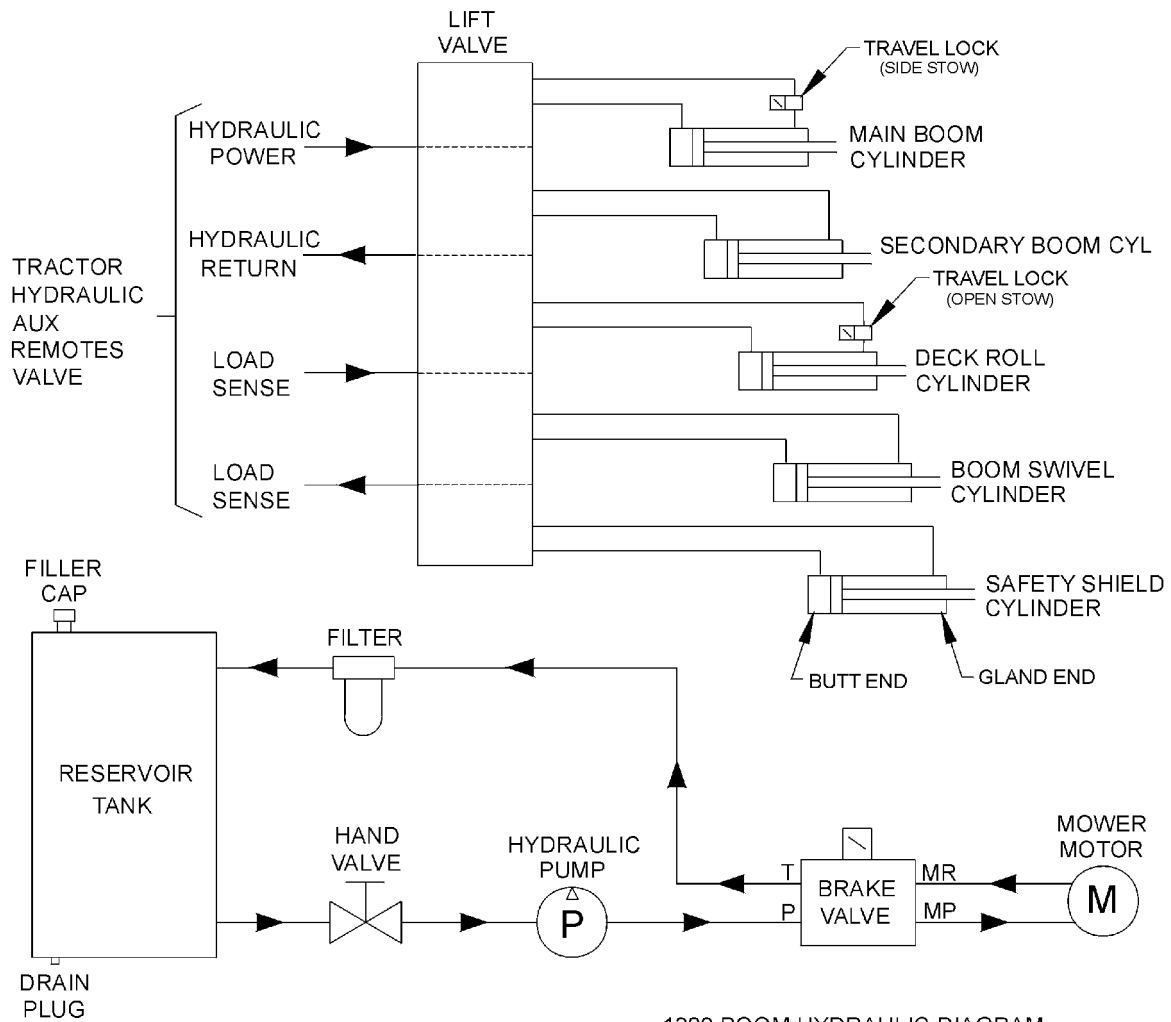 LIFT
VALVE
TRAVEL LOCK
(SIDE STOW)
HYDRAULIC
POWER
MAIN BOOM
CYLINDER
HYDRAULIC
RETURN
SECONDARY BOOM CYL
TRACTOR
HYDRAULIC
AUX
REMOTES
VALVE
TRAVEL LOCK
(OPEN STOW)
LOAD
SENSE
DECK ROLL
CYLINDER
LOAD
SENSE
BOOM SWIVEL
CYLINDER
FILLER
CAP
SAFETY SHIELD
CYLINDER
FILTER
BUTT END
GLAND END
RESERVOIR
TANK
HAND
VALVE
HYDRAULIC
PUMP
P
T
P
BRAKE
VALVE
MR
MP
MOWER
MOTOR
M
DRAIN
PLUG
BOOM HYDRAULIC DIAGRAM